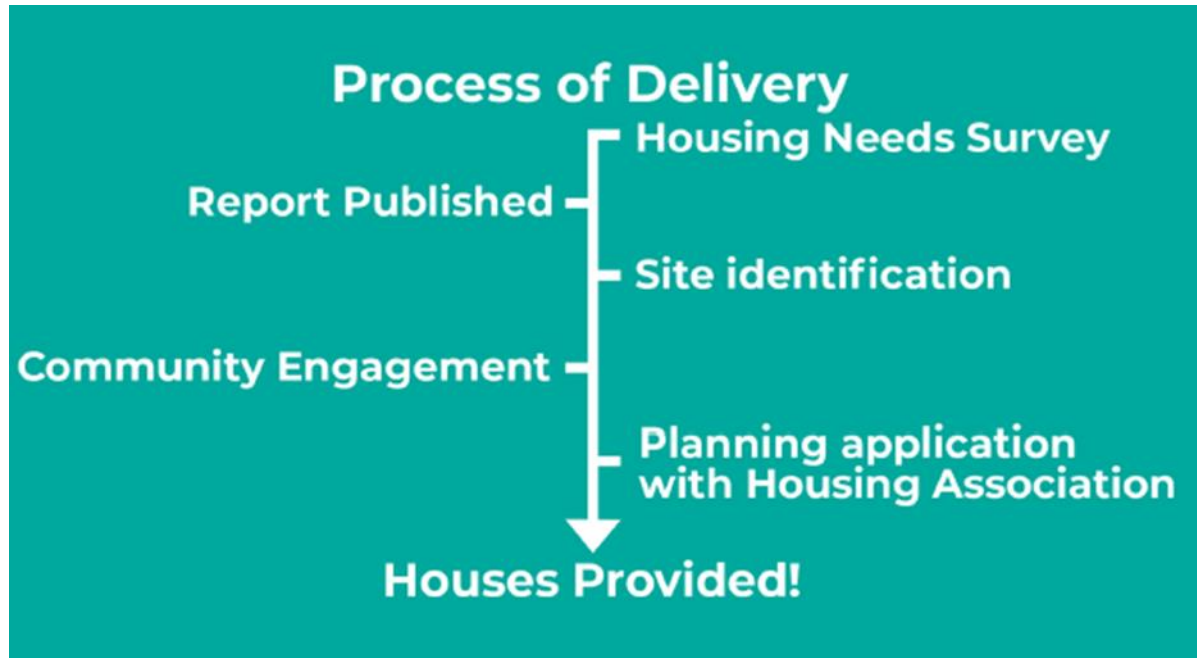 Process of Delivery
Housing Needs Survey
Report Published
Site identification
Community Engagement
Planning application
with Housing Association
Houses Provided!